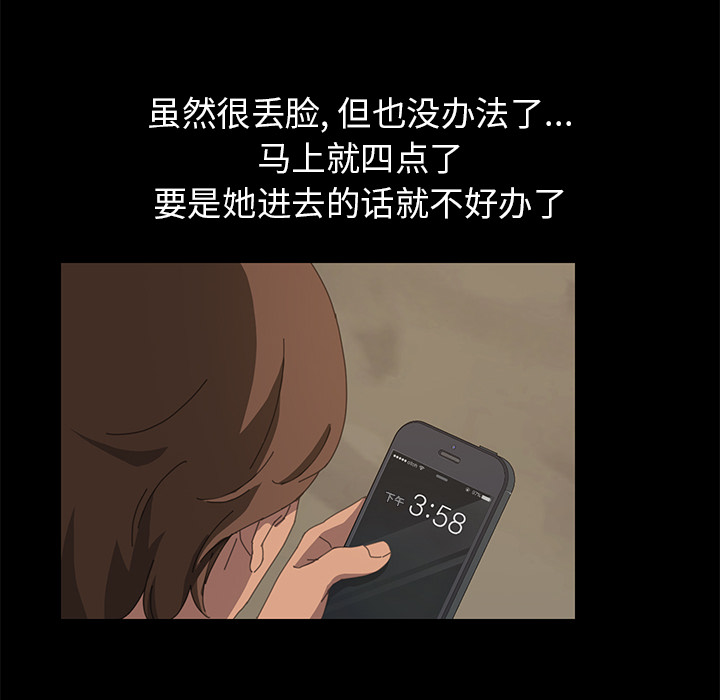 虽然很丢脸, 但也没办法了...
马上就四点了
要是她进去的话就不好办了
97%
下午 3:58